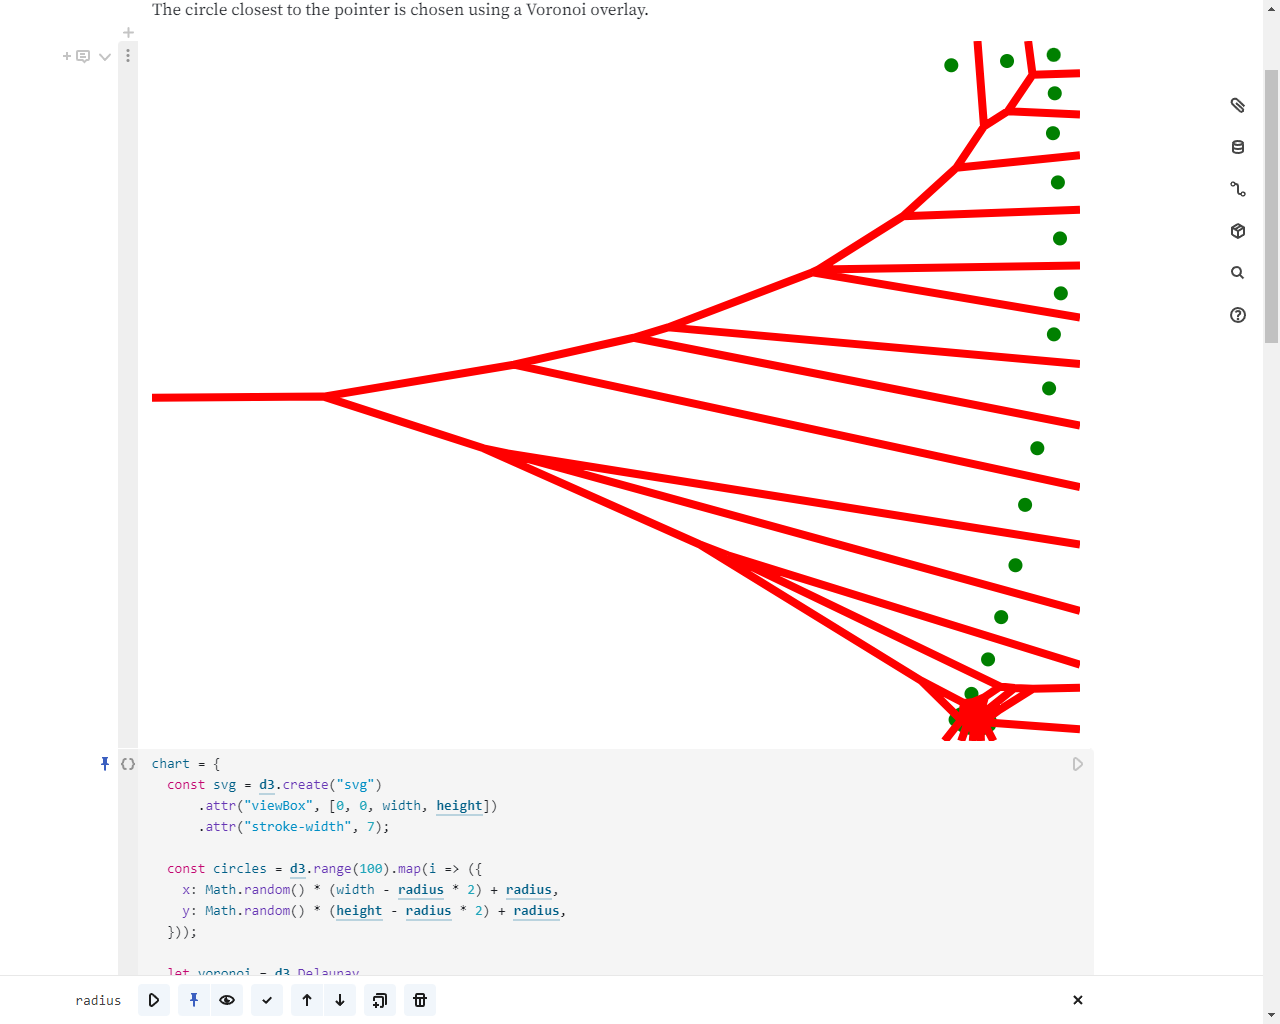 The circle closest to the pointer is chosen using a Voronoi overlay.
chart = {
const svg = d3.create("svg")
.attr("viewBox", [0, 0, width, height])
.attr("stroke-width", 7);
const circles = d3.range(100).map(i => ({
x: Math.random() * (width - radius * 2) + radius,
y: Math.random() * (height - radius * 2) + radius,
}));
let voronoi = d3.Delaunay
radius